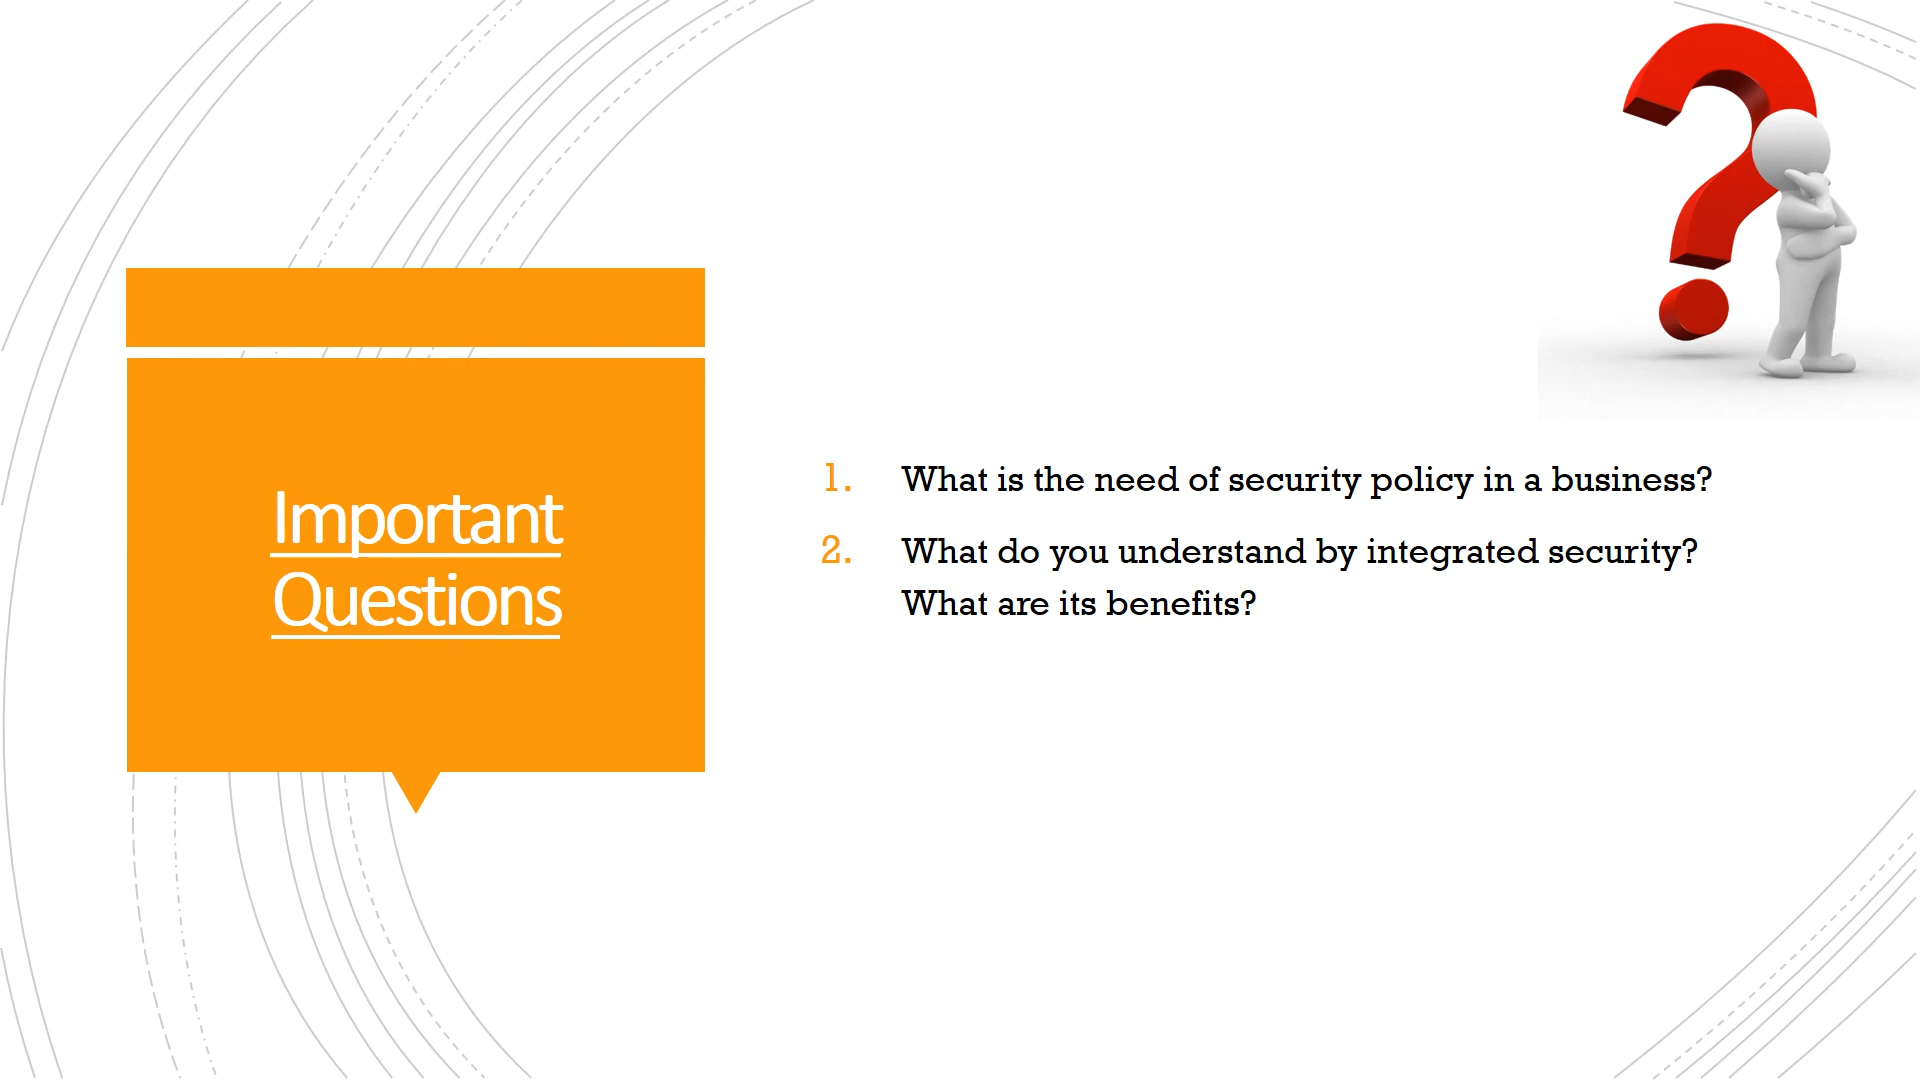 Important
Questions
1. What is the need of security policy in a business?
2. What do you understand by integrated security?
What are its benefits?